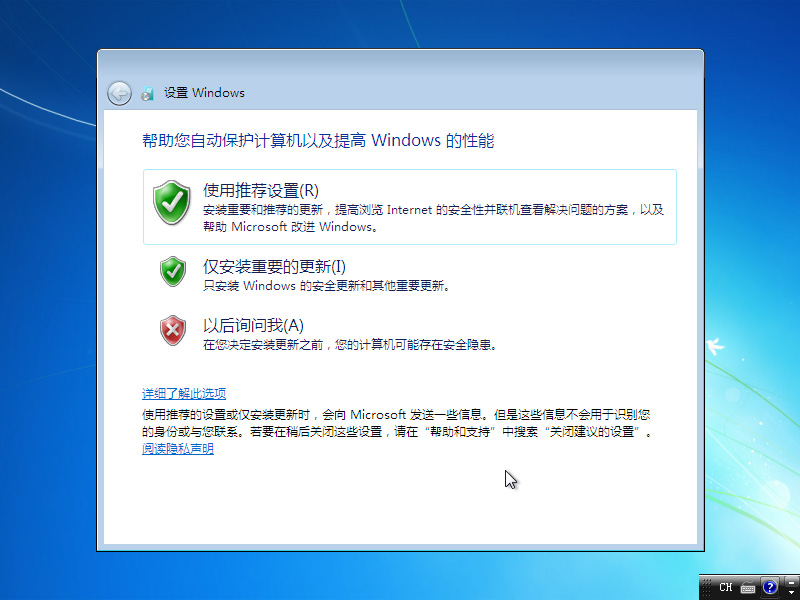 设置 Windows
帮助您自动保护计算机以及提高 Windows 的性能
使用推荐设置(R)
安装重要和推荐的更新，提高浏览 Internet 的安全性并联机查看解决问题的方案，以及
帮助 Microsoft 改进 Windows。
仅安装重要的更新(I)
只安装 Windows 的安全更新和其他重要更新。
以后询问我(A)
在您决定安装更新之前，您的计算机可能存在安全隐患。
详细了解此选项
使用推荐的设置或仅安装更新时，会向 Microsoft 发送一些信息。但是这些信息不会用于识别您
的身份或与您联系。若要在稍后关闭这些设置，请在“帮助和支持”中搜索“关闭建议的设置”。
阅读隐私声明
CH